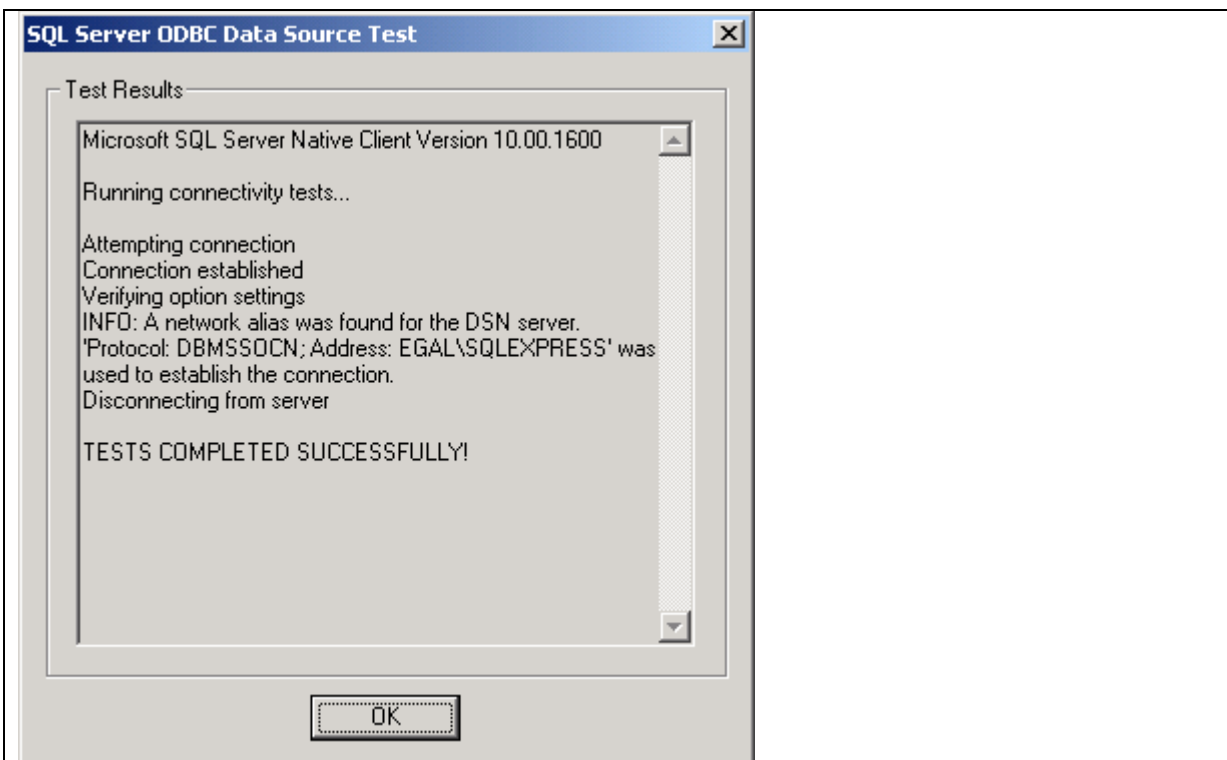 SQL Server ODBC Data Source Test
Test Results
Microsoft SQL Server Native Client Version 10.00.1600
Running connectivity tests...
Attempting connection
Connection established
Verifying option settings
INFO: A network alias was found for the DSN server.
'Protocol: DBMSSOCN; Address: EGAL\SQLEXPRESS' was
used to establish the connection.
Disconnecting from server
TESTS COMPLETED SUCCESSFULLY!
OK